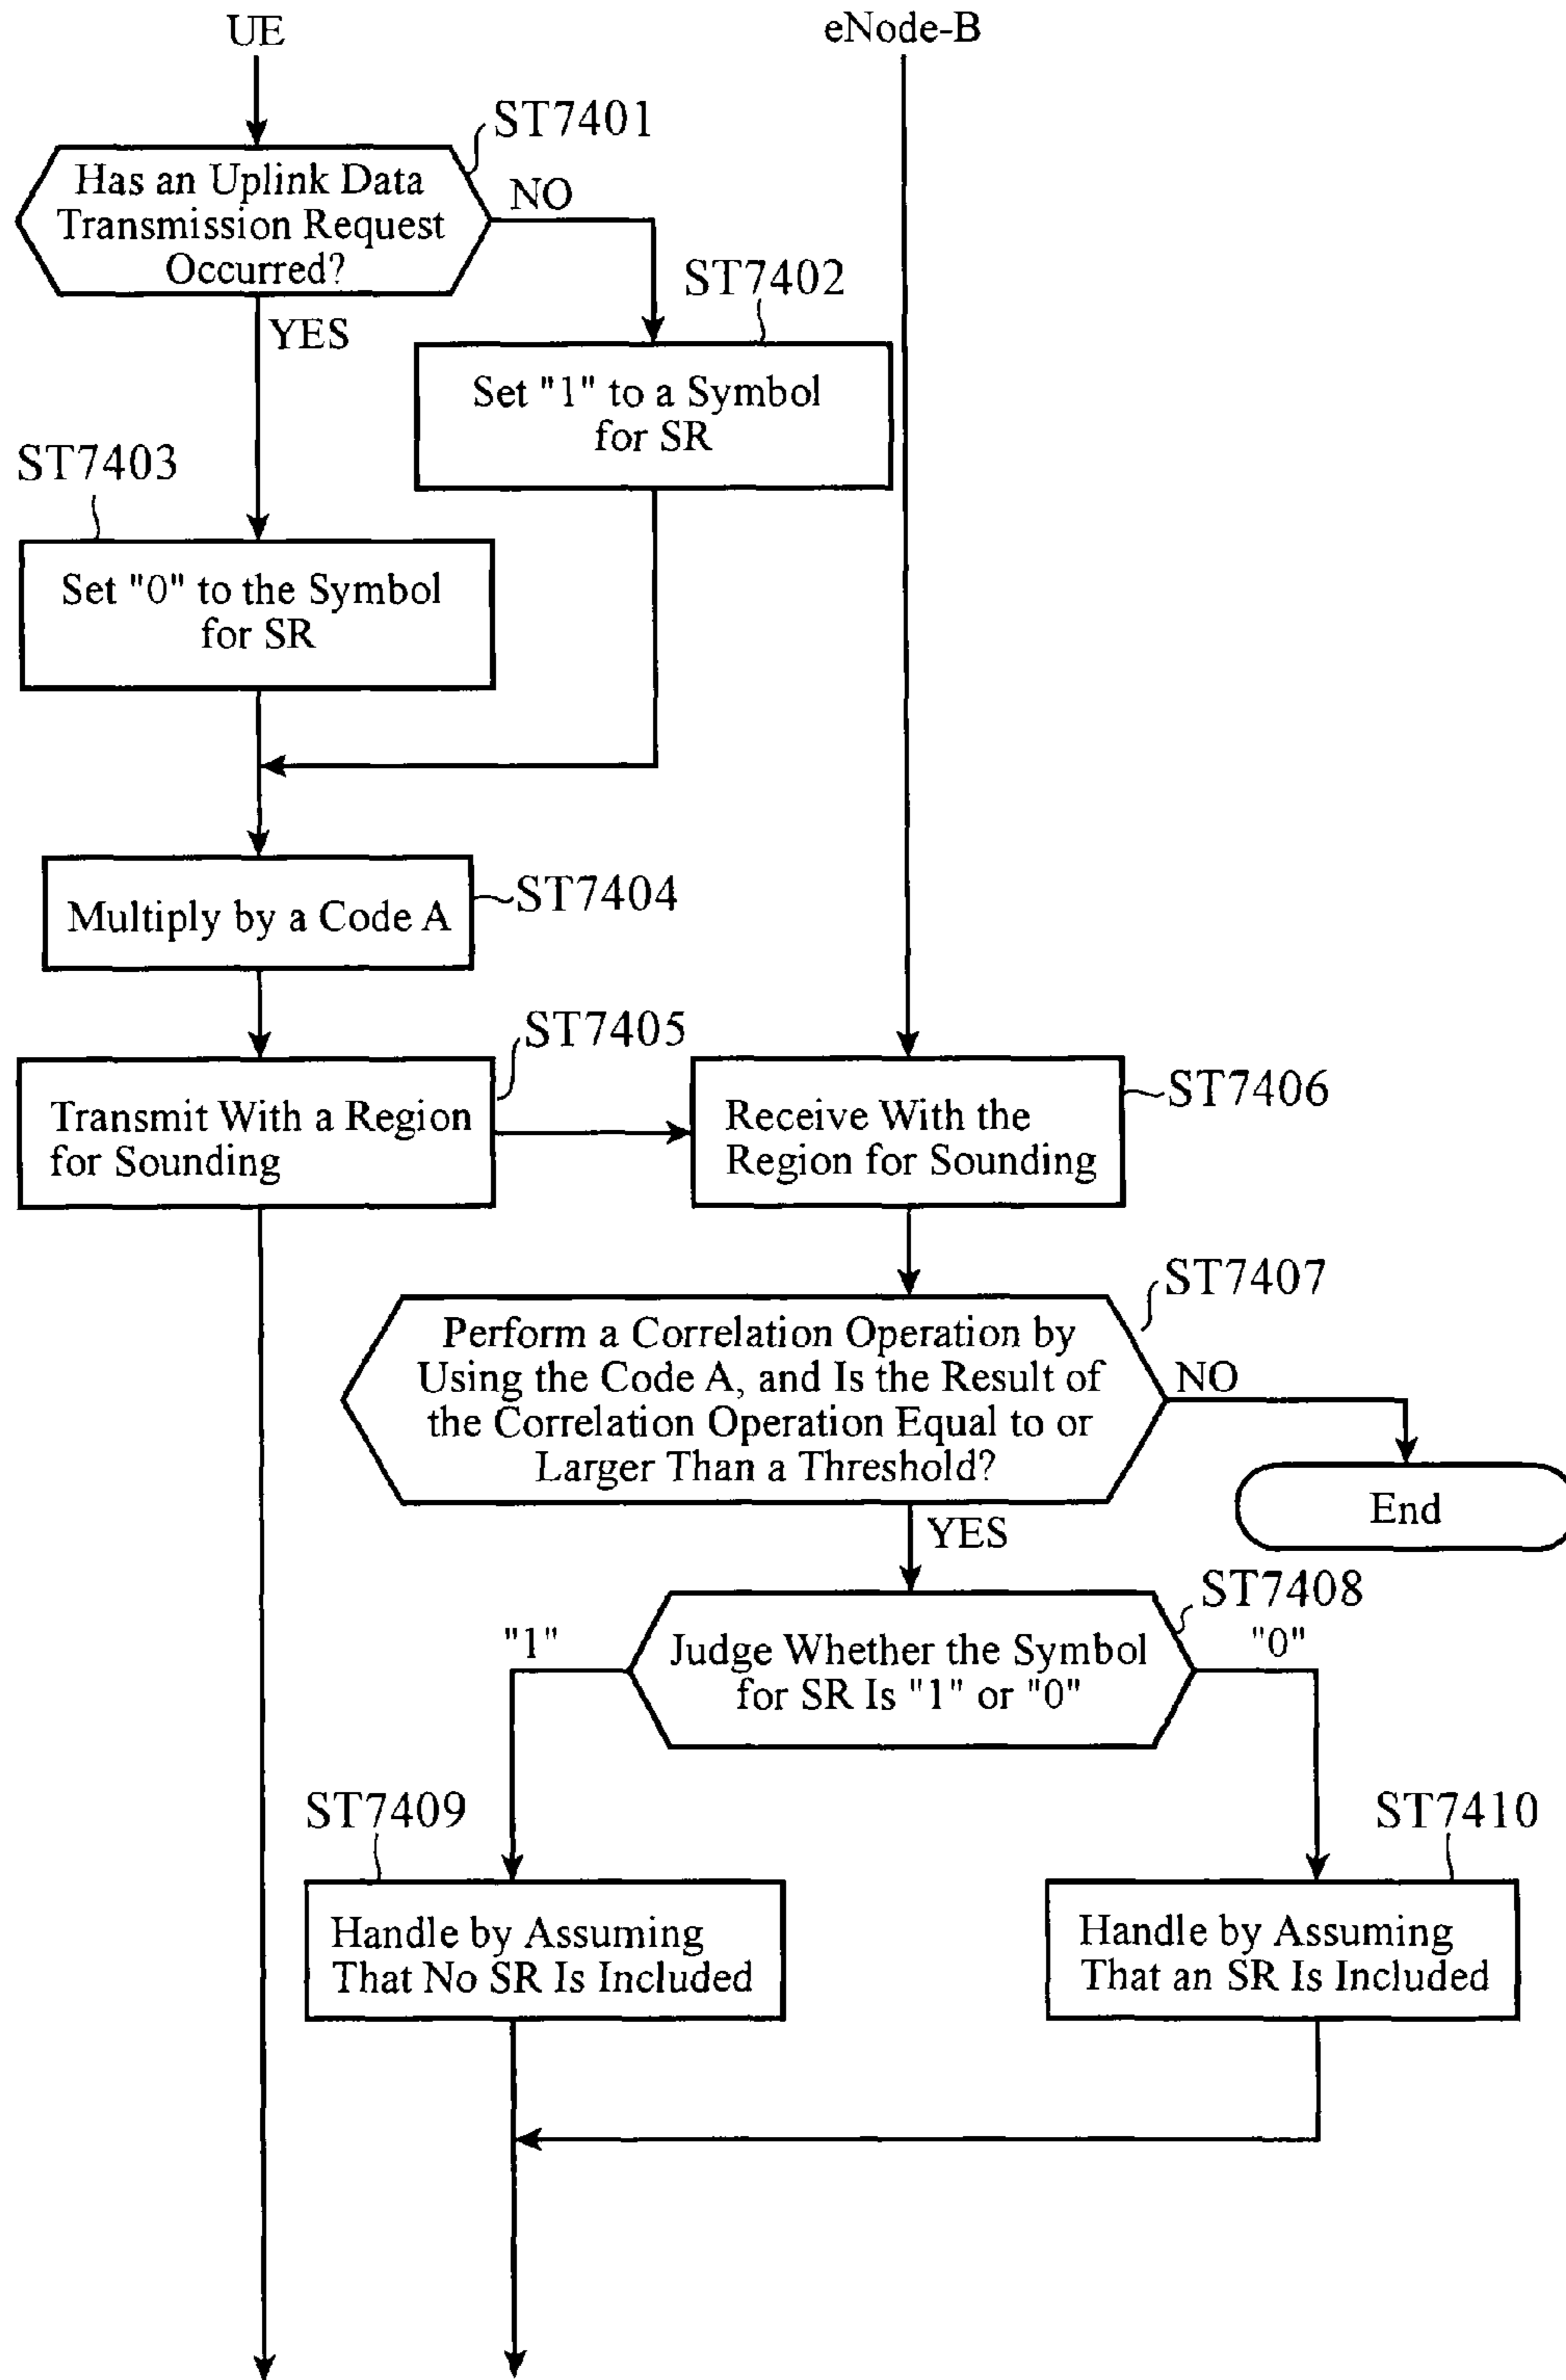 UE
eNode-B
ST7401
Has an Uplink Data
Transmission Request
Occurred?
NO
YES
ST7402
Set "1" to a Symbol
for SR
ST7403
Set "0" to the Symbol
for SR
Multiply by a Code A
ST7404
ST7405
Transmit With a Region
for Sounding
ST7406
Receive With the
Region for Sounding
ST7407
Perform a Correlation Operation by
Using the Code A, and Is the Result of
the Correlation Operation Equal to or
Larger Than a Threshold?
NO
End
YES
ST7408
"1"
Judge Whether the Symbol
for SR Is "1" or "0"
"0"
ST7409
Handle by Assuming
That No SR Is Included
ST7410
Handle by Assuming
That an SR Is Included